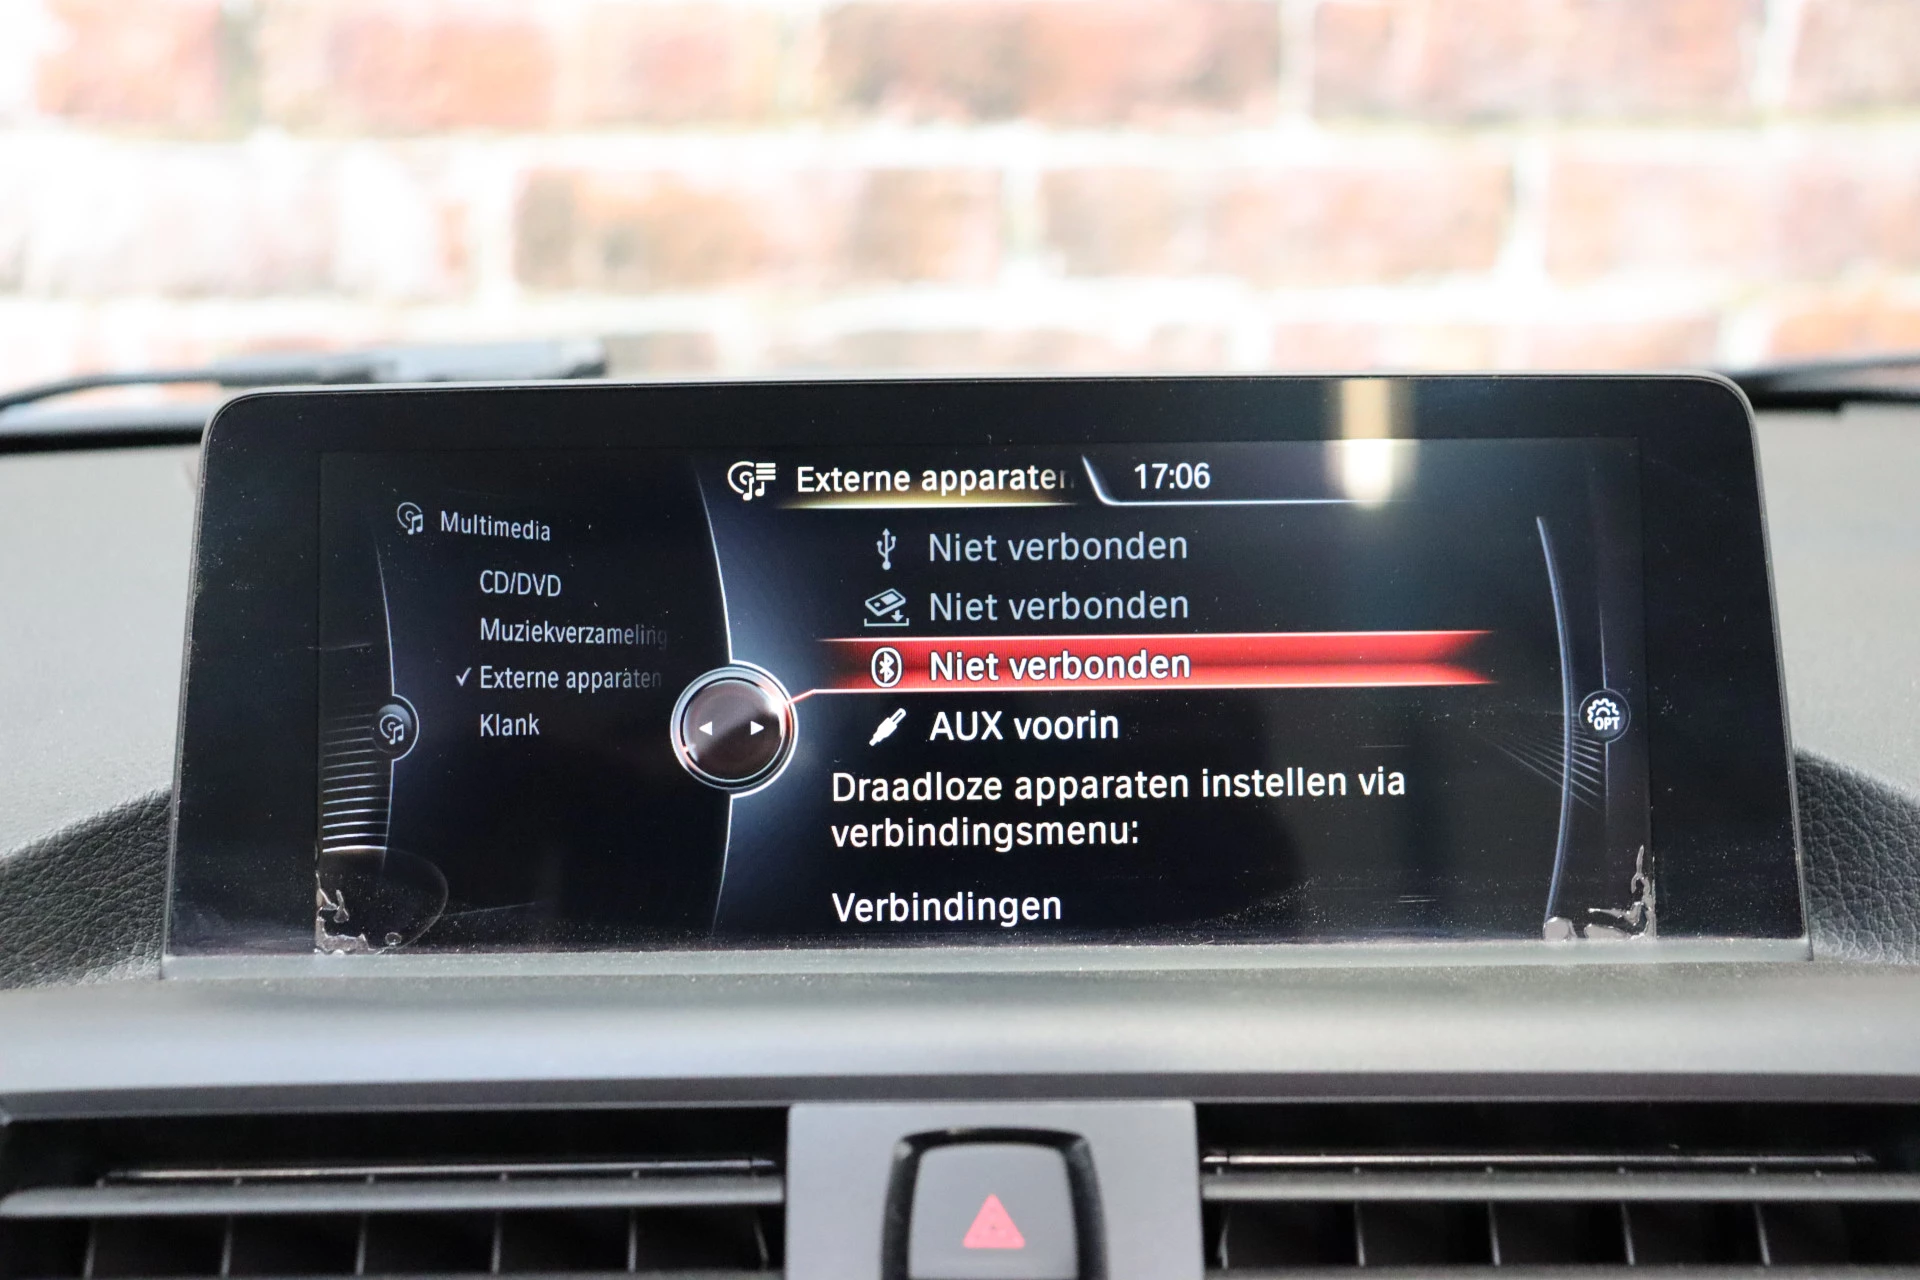 Externe apparaten
17:06
Multimedia
CD/DVD
Muziekverzameling
✓ Externe apparaten
Klank
Niet verbonden
Niet verbonden
Niet verbonden
AUX voorin
Draadloze apparaten instellen via
verbindingsmenu:
Verbindingen
OPT